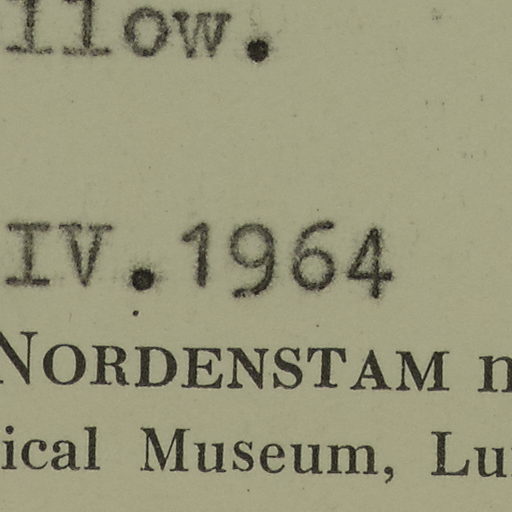 llow.
IV.1964
NORDENSTAM n
ical Museum, Lu